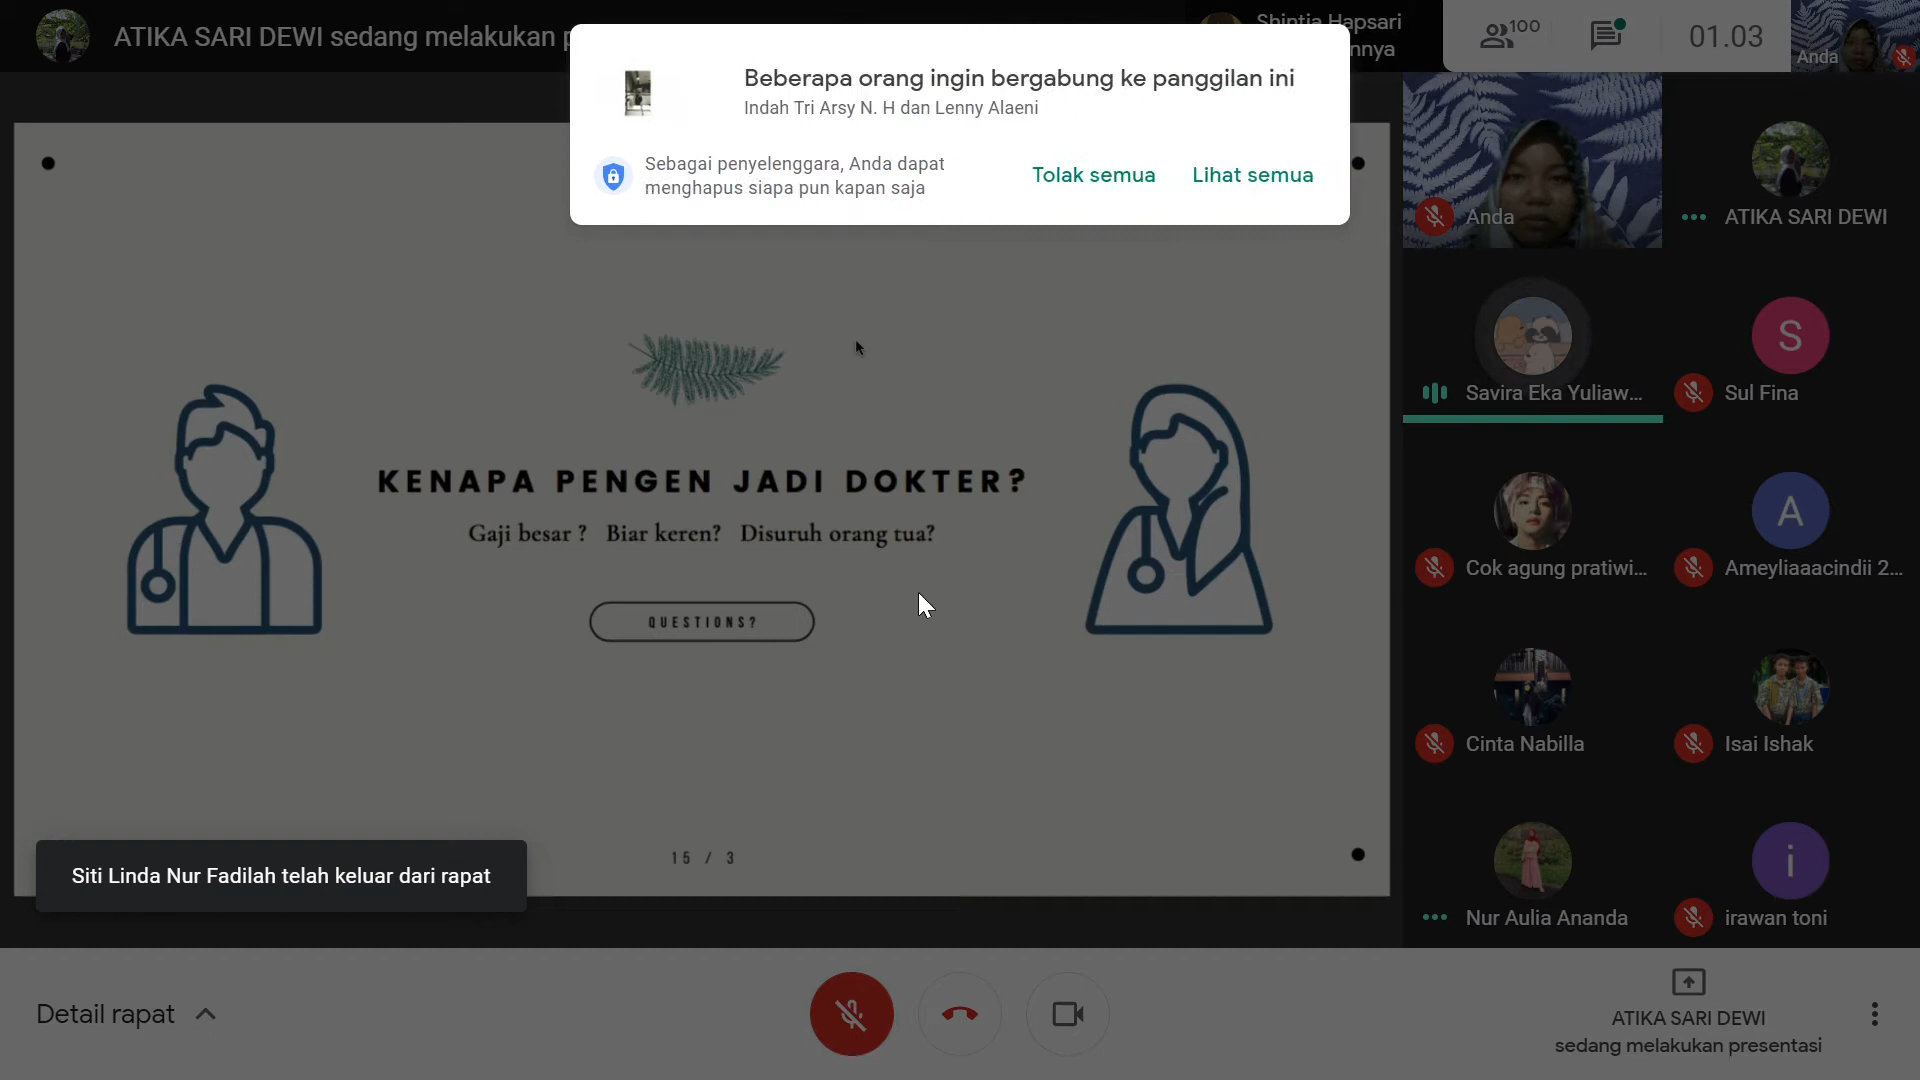 ATIKA SARI DEWI sedang melakukan
Shintia Hapsari
nnya
100
01.03
Anda
Beberapa orang ingin bergabung ke panggilan ini
Indah Tri Arsy N. H dan Lenny Alaeni
Sebagai penyelenggara, Anda dapat
menghapus siapa pun kapan saja
Tolak semua
Lihat semua
KENAPA PENGEN JADI DOKTER?
Gaji besar ? Biar keren? Disuruh orang tua?
QUESTIONS?
15 / 3
Siti Linda Nur Fadilah telah keluar dari rapat
Anda
ATIKA SARI DEWI
Savira Eka Yuliaw...
S
Sul Fina
Cok agung pratiwi...
A
Ameyliaaacindii 2...
Cinta Nabilla
Isai Ishak
Nur Aulia Ananda
i
irawan toni
Detail rapat
ATIKA SARI DEWI
sedang melakukan presentasi